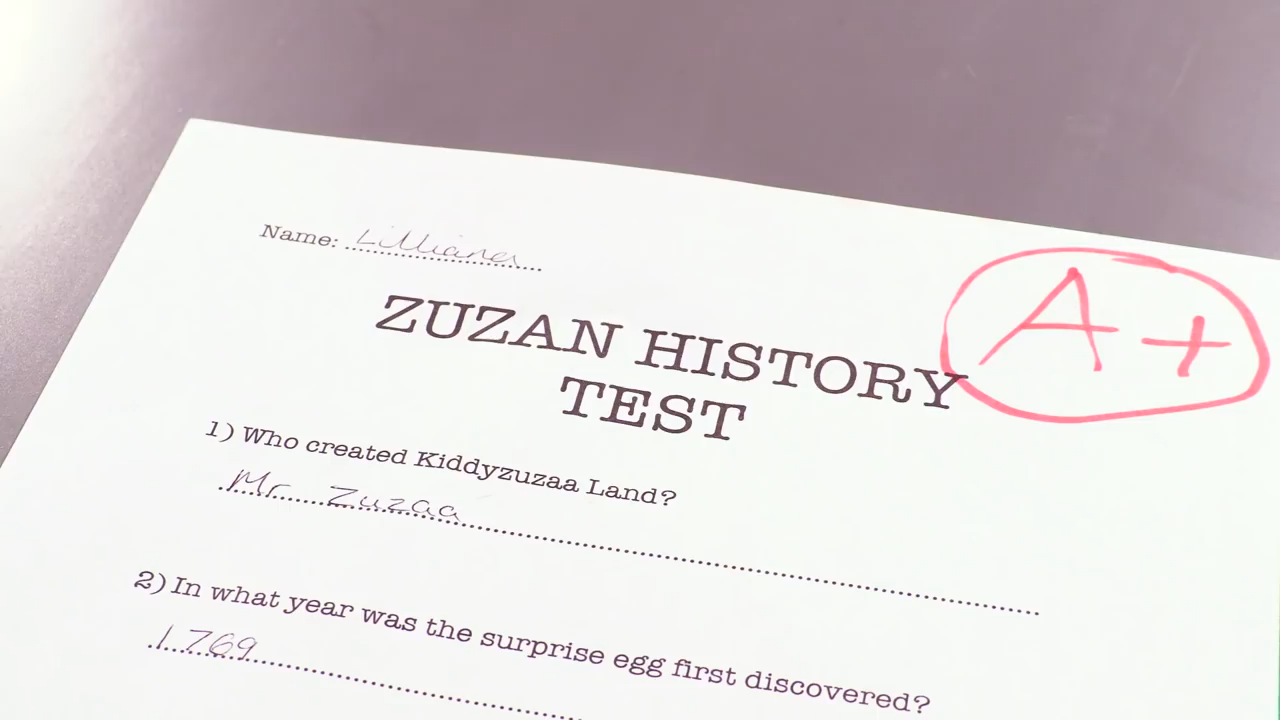 Name: Lilliana
A+
ZUZAN HISTORY
TEST
1) Who created Kiddyzuzaa Land?
Mr Zuzaa
2) In what year was the surprise egg first discovered?
1769